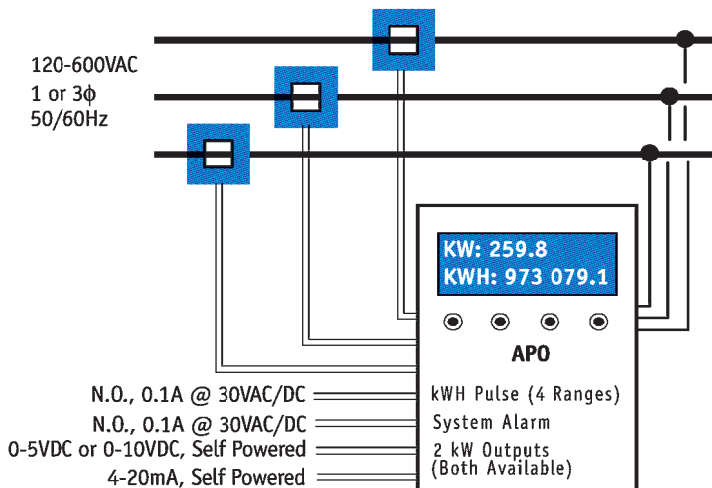 120-600VAC
1 or 3ϕ
50/60Hz
KW: 259.8
KWH: 973 079.1
APO
N.O., 0.1A @ 30VAC/DC
kWH Pulse (4 Ranges)
N.O., 0.1A @ 30VAC/DC
System Alarm
0-5VDC or 0-10VDC, Self Powered
2 kW Outputs
(Both Available)
4-20mA, Self Powered